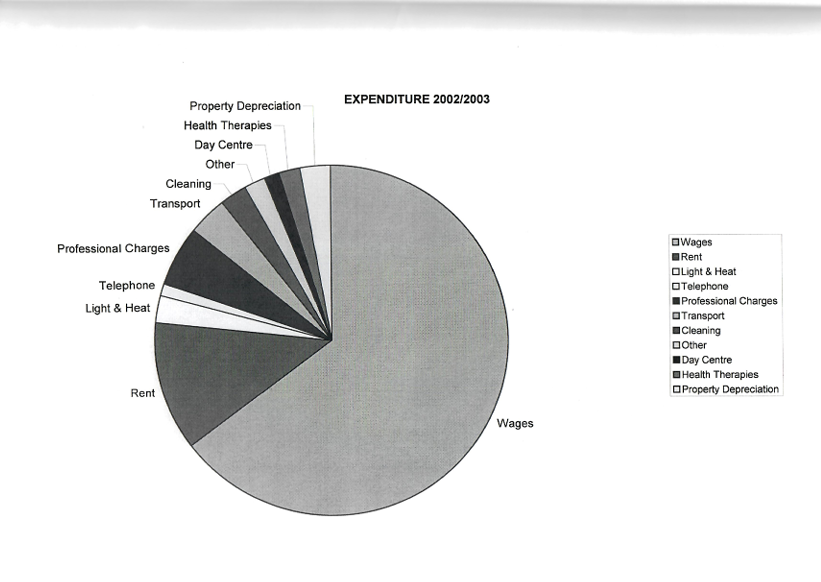 EXPENDITURE 2002/2003
Property Depreciation
Health Therapies
Day Centre
Other
Cleaning
Transport
Professional Charges
Telephone
Light & Heat
Rent
Wages
Wages
Rent
Light & Heat
Telephone
Professional Charges
Transport
Cleaning
Other
Day Centre
Health Therapies
Property Depreciation